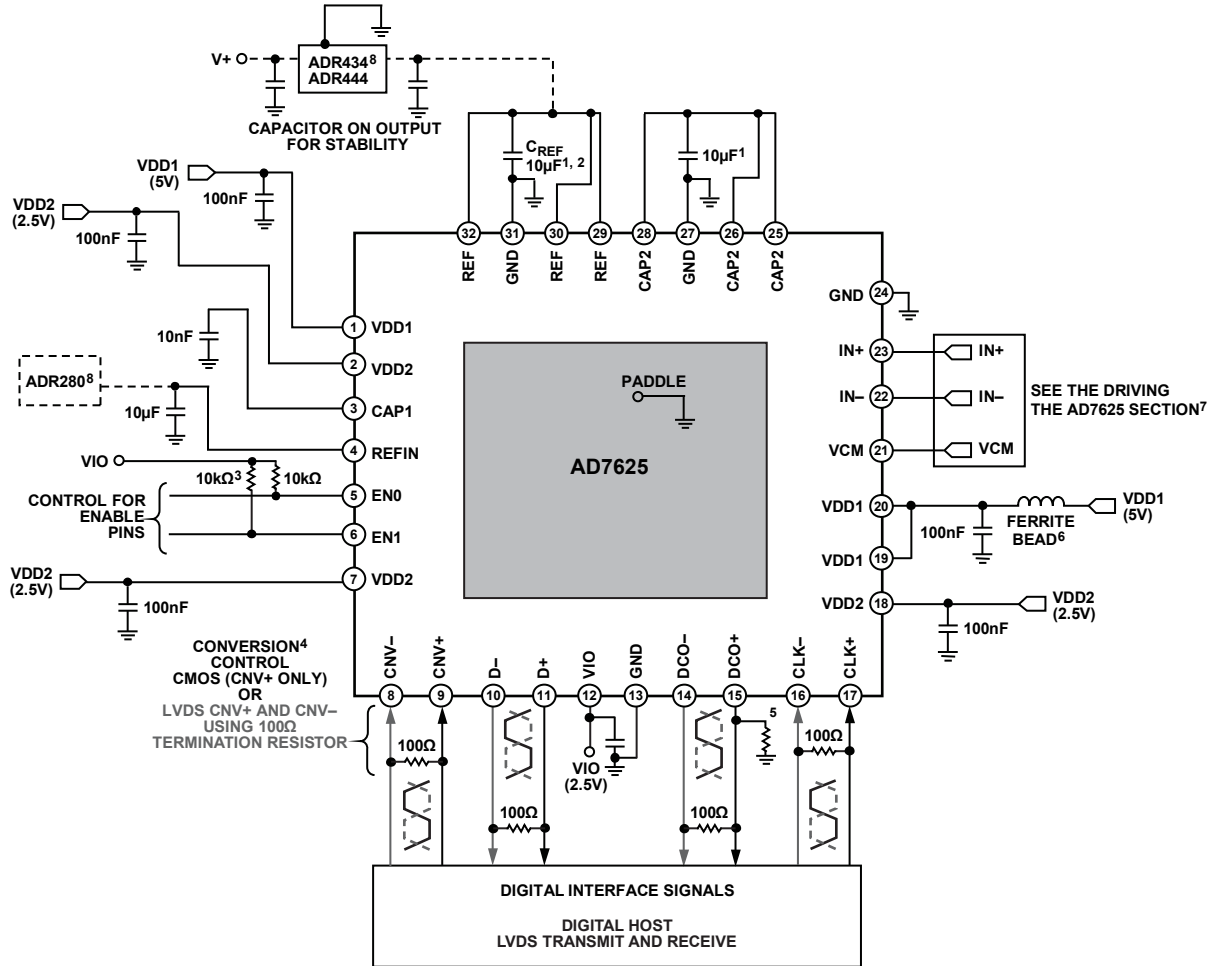 V+
ADR434⁸
ADR444
CAPACITOR ON OUTPUT
FOR STABILITY
VDD1
(5V)
100nF
VDD2
(2.5V)
100nF
CREF
10µF¹, ²
10µF¹
32
31
30
29
28
27
26
25
REF
GND
REF
REF
CAP2
GND
CAP2
CAP2
10nF
ADR280⁸
10µF
VIO
10kΩ³
10kΩ
CONTROL FOR
ENABLE
PINS
VDD2
(2.5V)
100nF
1
VDD1
2
VDD2
3
CAP1
4
REFIN
5
EN0
6
EN1
7
VDD2
PADDLE
AD7625
GND
24
IN+
23
IN+
IN–
22
IN–
VCM
21
VCM
SEE THE DRIVING
THE AD7625 SECTION⁷
VDD1
20
VDD1
19
100nF
FERRITE
BEAD⁶
VDD1
(5V)
VDD2
18
100nF
VDD2
(2.5V)
CONVERSION⁴
CONTROL
CMOS (CNV+ ONLY)
OR
LVDS CNV+ AND CNV–
USING 100Ω
TERMINATION RESISTOR
CNV–
CNV+
D–
D+
VIO
GND
DCO–
DCO+
CLK–
CLK+
8
9
10
11
12
13
14
15
16
17
5
100Ω
VIO
(2.5V)
100Ω
100Ω
100Ω
DIGITAL INTERFACE SIGNALS
DIGITAL HOST
LVDS TRANSMIT AND RECEIVE